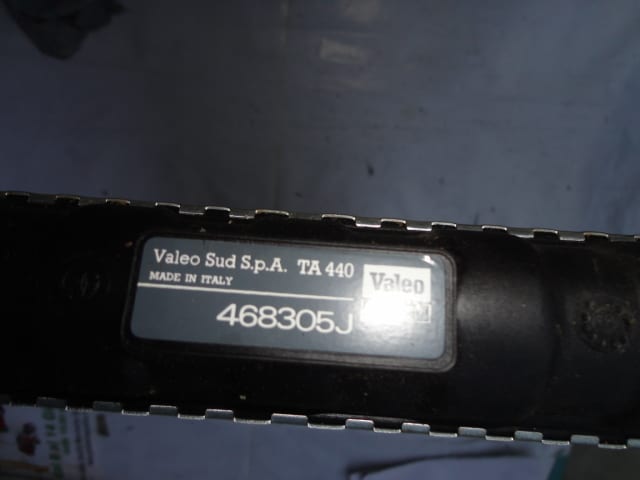 Valeo Sud S.p.A. TA 440
MADE IN ITALY
Valeo
468305J